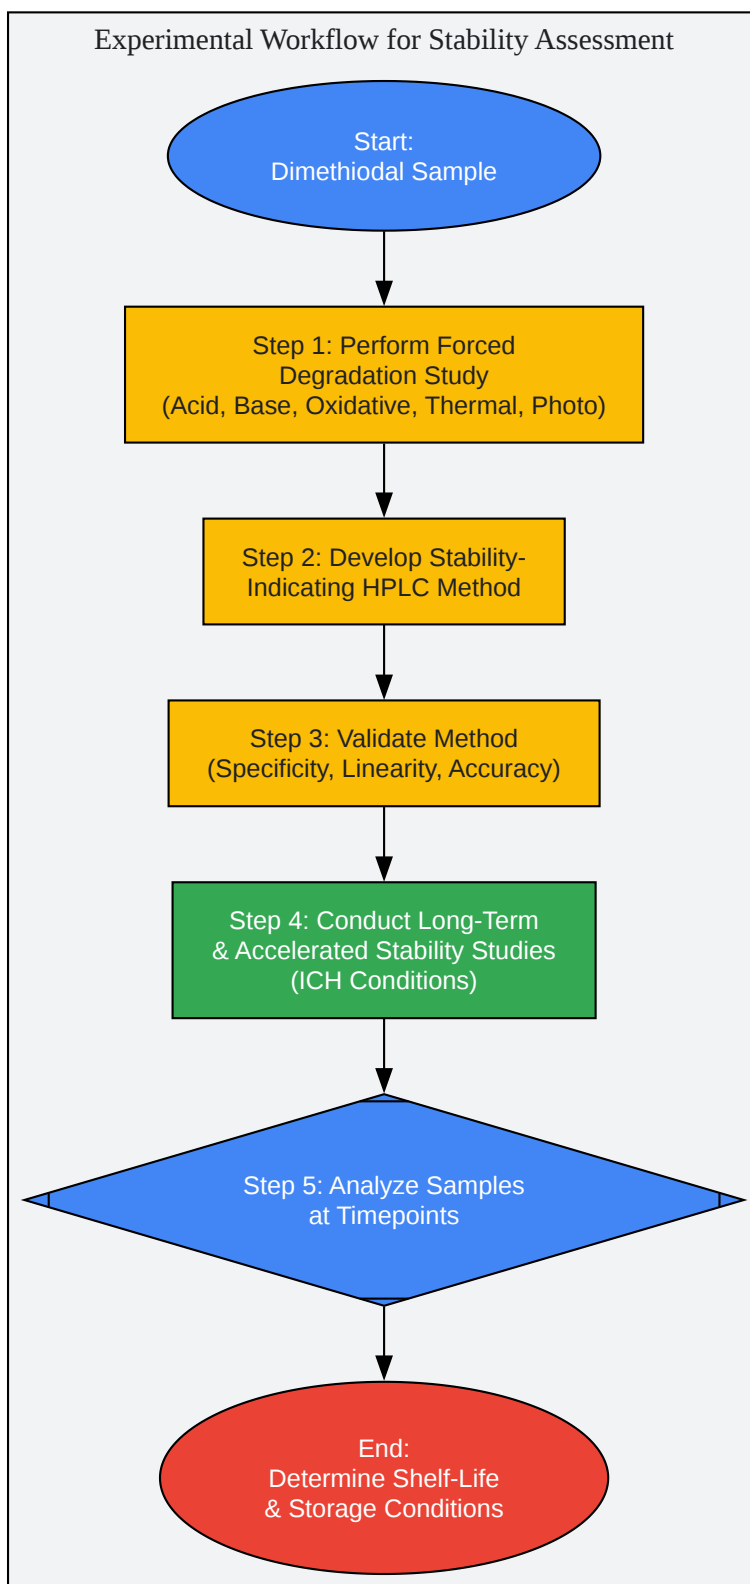 Experimental Workflow for Stability Assessment
Start:
Dimethiodal Sample
Step 1: Perform Forced
Degradation Study
(Acid, Base, Oxidative, Thermal, Photo)
Step 2: Develop Stability-
Indicating HPLC Method
Step 3: Validate Method
(Specificity, Linearity, Accuracy)
Step 4: Conduct Long-Term
& Accelerated Stability Studies
(ICH Conditions)
Step 5: Analyze Samples
at Timepoints
End:
Determine Shelf-Life
& Storage Conditions